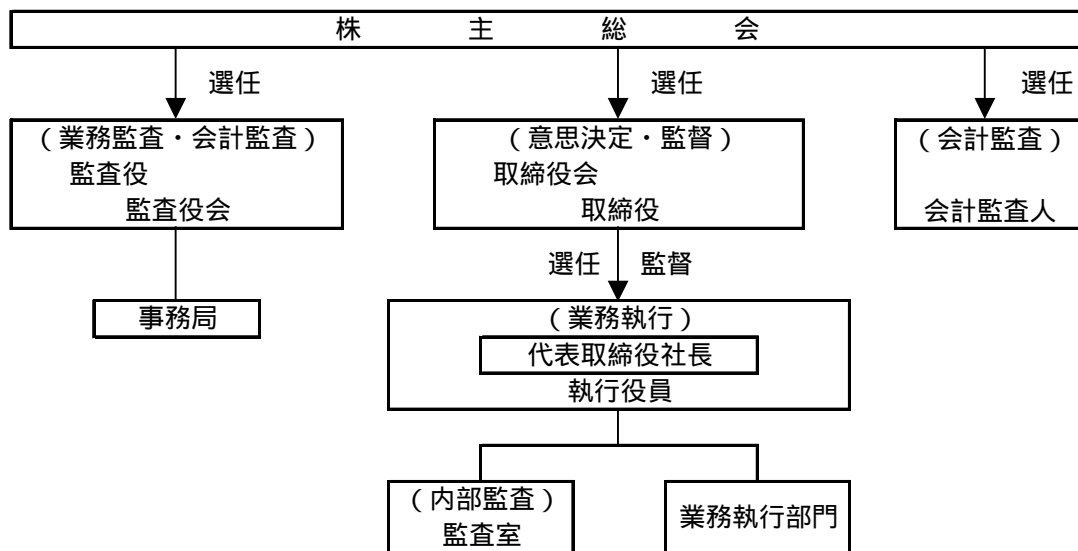 株主総会
選任
選任
選任
(業務監査・会計監査)
監査役
監査役会
(意思決定・監督)
取締役会
取締役
(会計監査)
会計監査人
選任 監督
事務局
(業務執行)
代表取締役社長
執行役員
(内部監査)
監査室
業務執行部門